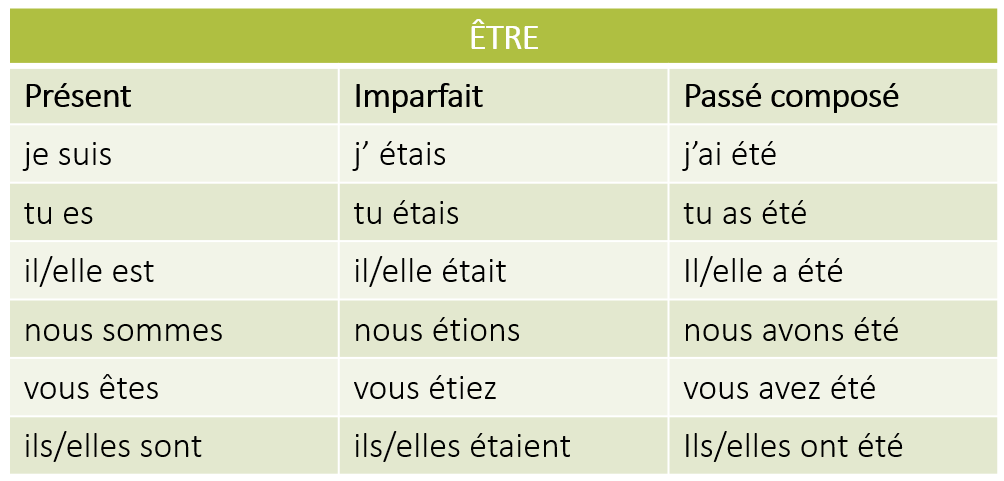 ÊTRE
Présent Imparfait Passé composé
je suis j’ étais j’ai été
tu es tu étais tu as été
il/elle est il/elle était Il/elle a été
nous sommes nous étions nous avons été
vous êtes vous étiez vous avez été
ils/elles sont ils/elles étaient Ils/elles ont été